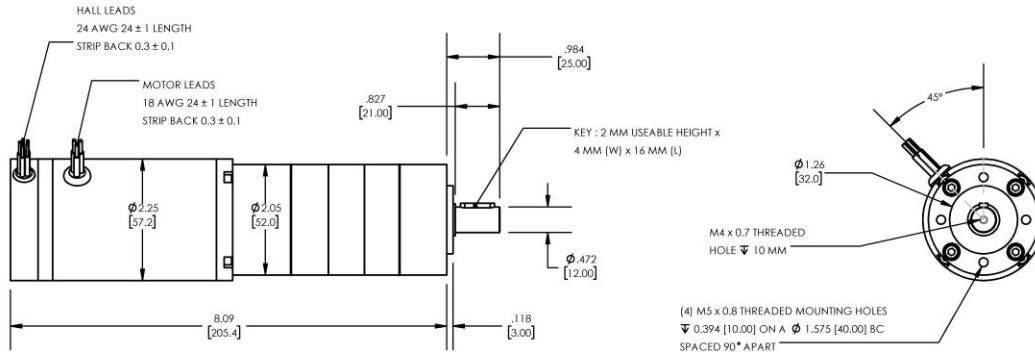 HALL LEADS
24 AWG 24 ± 1 LENGTH
STRIP BACK 0.3 ± 0.1
MOTOR LEADS
18 AWG 24 ± 1 LENGTH
STRIP BACK 0.3 ± 0.1
.984
[25.00]
.827
[21.00]
KEY : 2 MM USEABLE HEIGHT x
4 MM (W) x 16 MM (L)
Ø2.25
[57.2]
Ø2.05
[52.0]
Ø.472
[12.00]
8.09
[205.4]
.118
[3.00]
45°
Ø1.26
[32.0]
M4 x 0.7 THREADED
HOLE ↧ 10 MM
(4) M5 x 0.8 THREADED MOUNTING HOLES
↧ 0.394 [10.00] ON A Ø 1.575 [40.00] BC
SPACED 90° APART